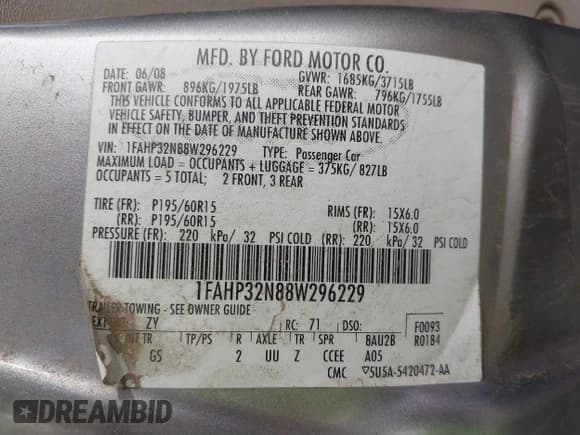 MFD. BY FORD MOTOR CO.
DATE: 06/08 GVWR: 1685KG/3715LB
FRONT GAWR: 896KG/1975LB REAR GAWR: 796KG/1755LB
THIS VEHICLE CONFORMS TO ALL APPLICABLE FEDERAL MOTOR
VEHICLE SAFETY, BUMPER, AND THEFT PREVENTION STANDARDS
IN EFFECT ON THE DATE OF MANUFACTURE SHOWN ABOVE.
VIN: 1FAHP32N88W296229 TYPE: Passenger Car
MAXIMUM LOAD = OCCUPANTS + LUGGAGE = 375KG/ 827LB
OCCUPANTS = 5 TOTAL; 2 FRONT, 3 REAR
TIRE (FR): P195/60R15 RIMS (FR): 15X6.0
(RR): P195/60R15 (RR): 15X6.0
PRESSURE (FR): 220 kPa/ 32 PSI COLD (RR): 220 kPa/ 32 PSI COLD
1FAHP32N88W296229
TRAILER TOWING - SEE OWNER GUIDE
ZY RC: 71 DSO: F0093
INT TR TP/PS R AXLE TR SPR 8AU2B R0184
GS 2 UU Z CCEE A05
CMC ▽5U5A-5420472-AA
DREAMBID